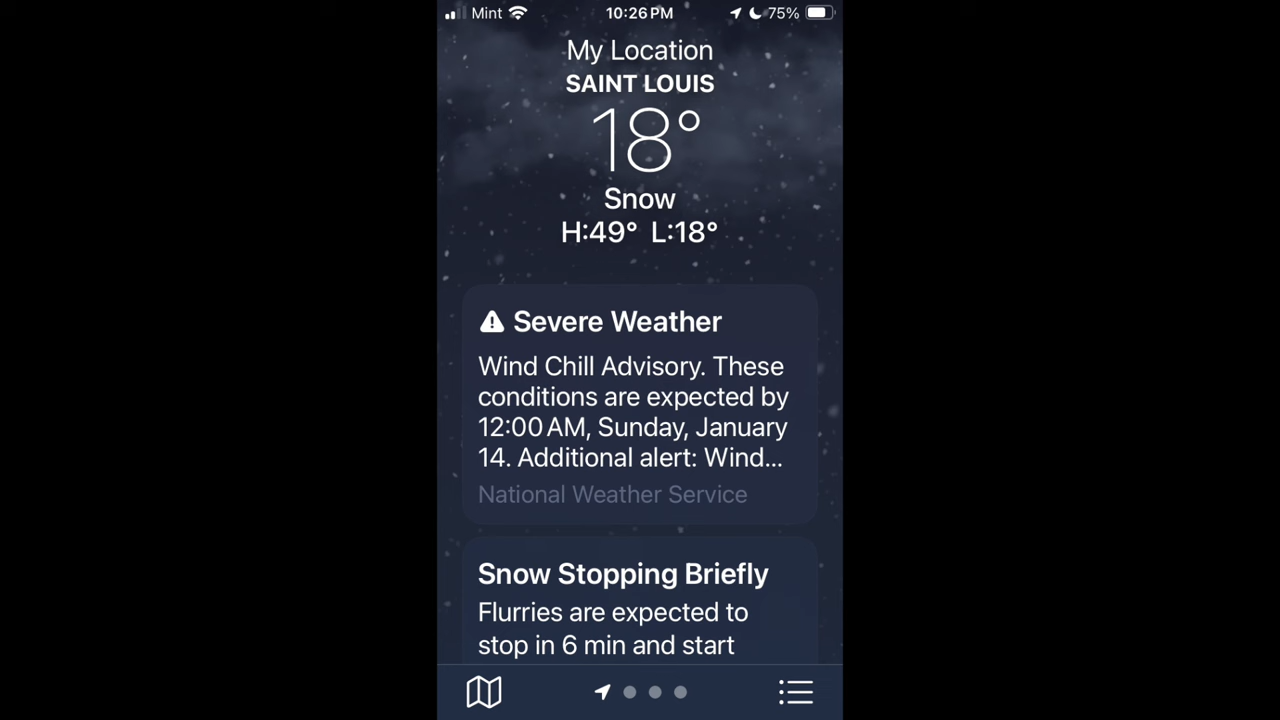 Mint 10:26 PM 75%
My Location
SAINT LOUIS
18°
Snow
H:49° L:18°
Severe Weather
Wind Chill Advisory. These
conditions are expected by
12:00 AM, Sunday, January
14. Additional alert: Wind...
National Weather Service
Snow Stopping Briefly
Flurries are expected to
stop in 6 min and start